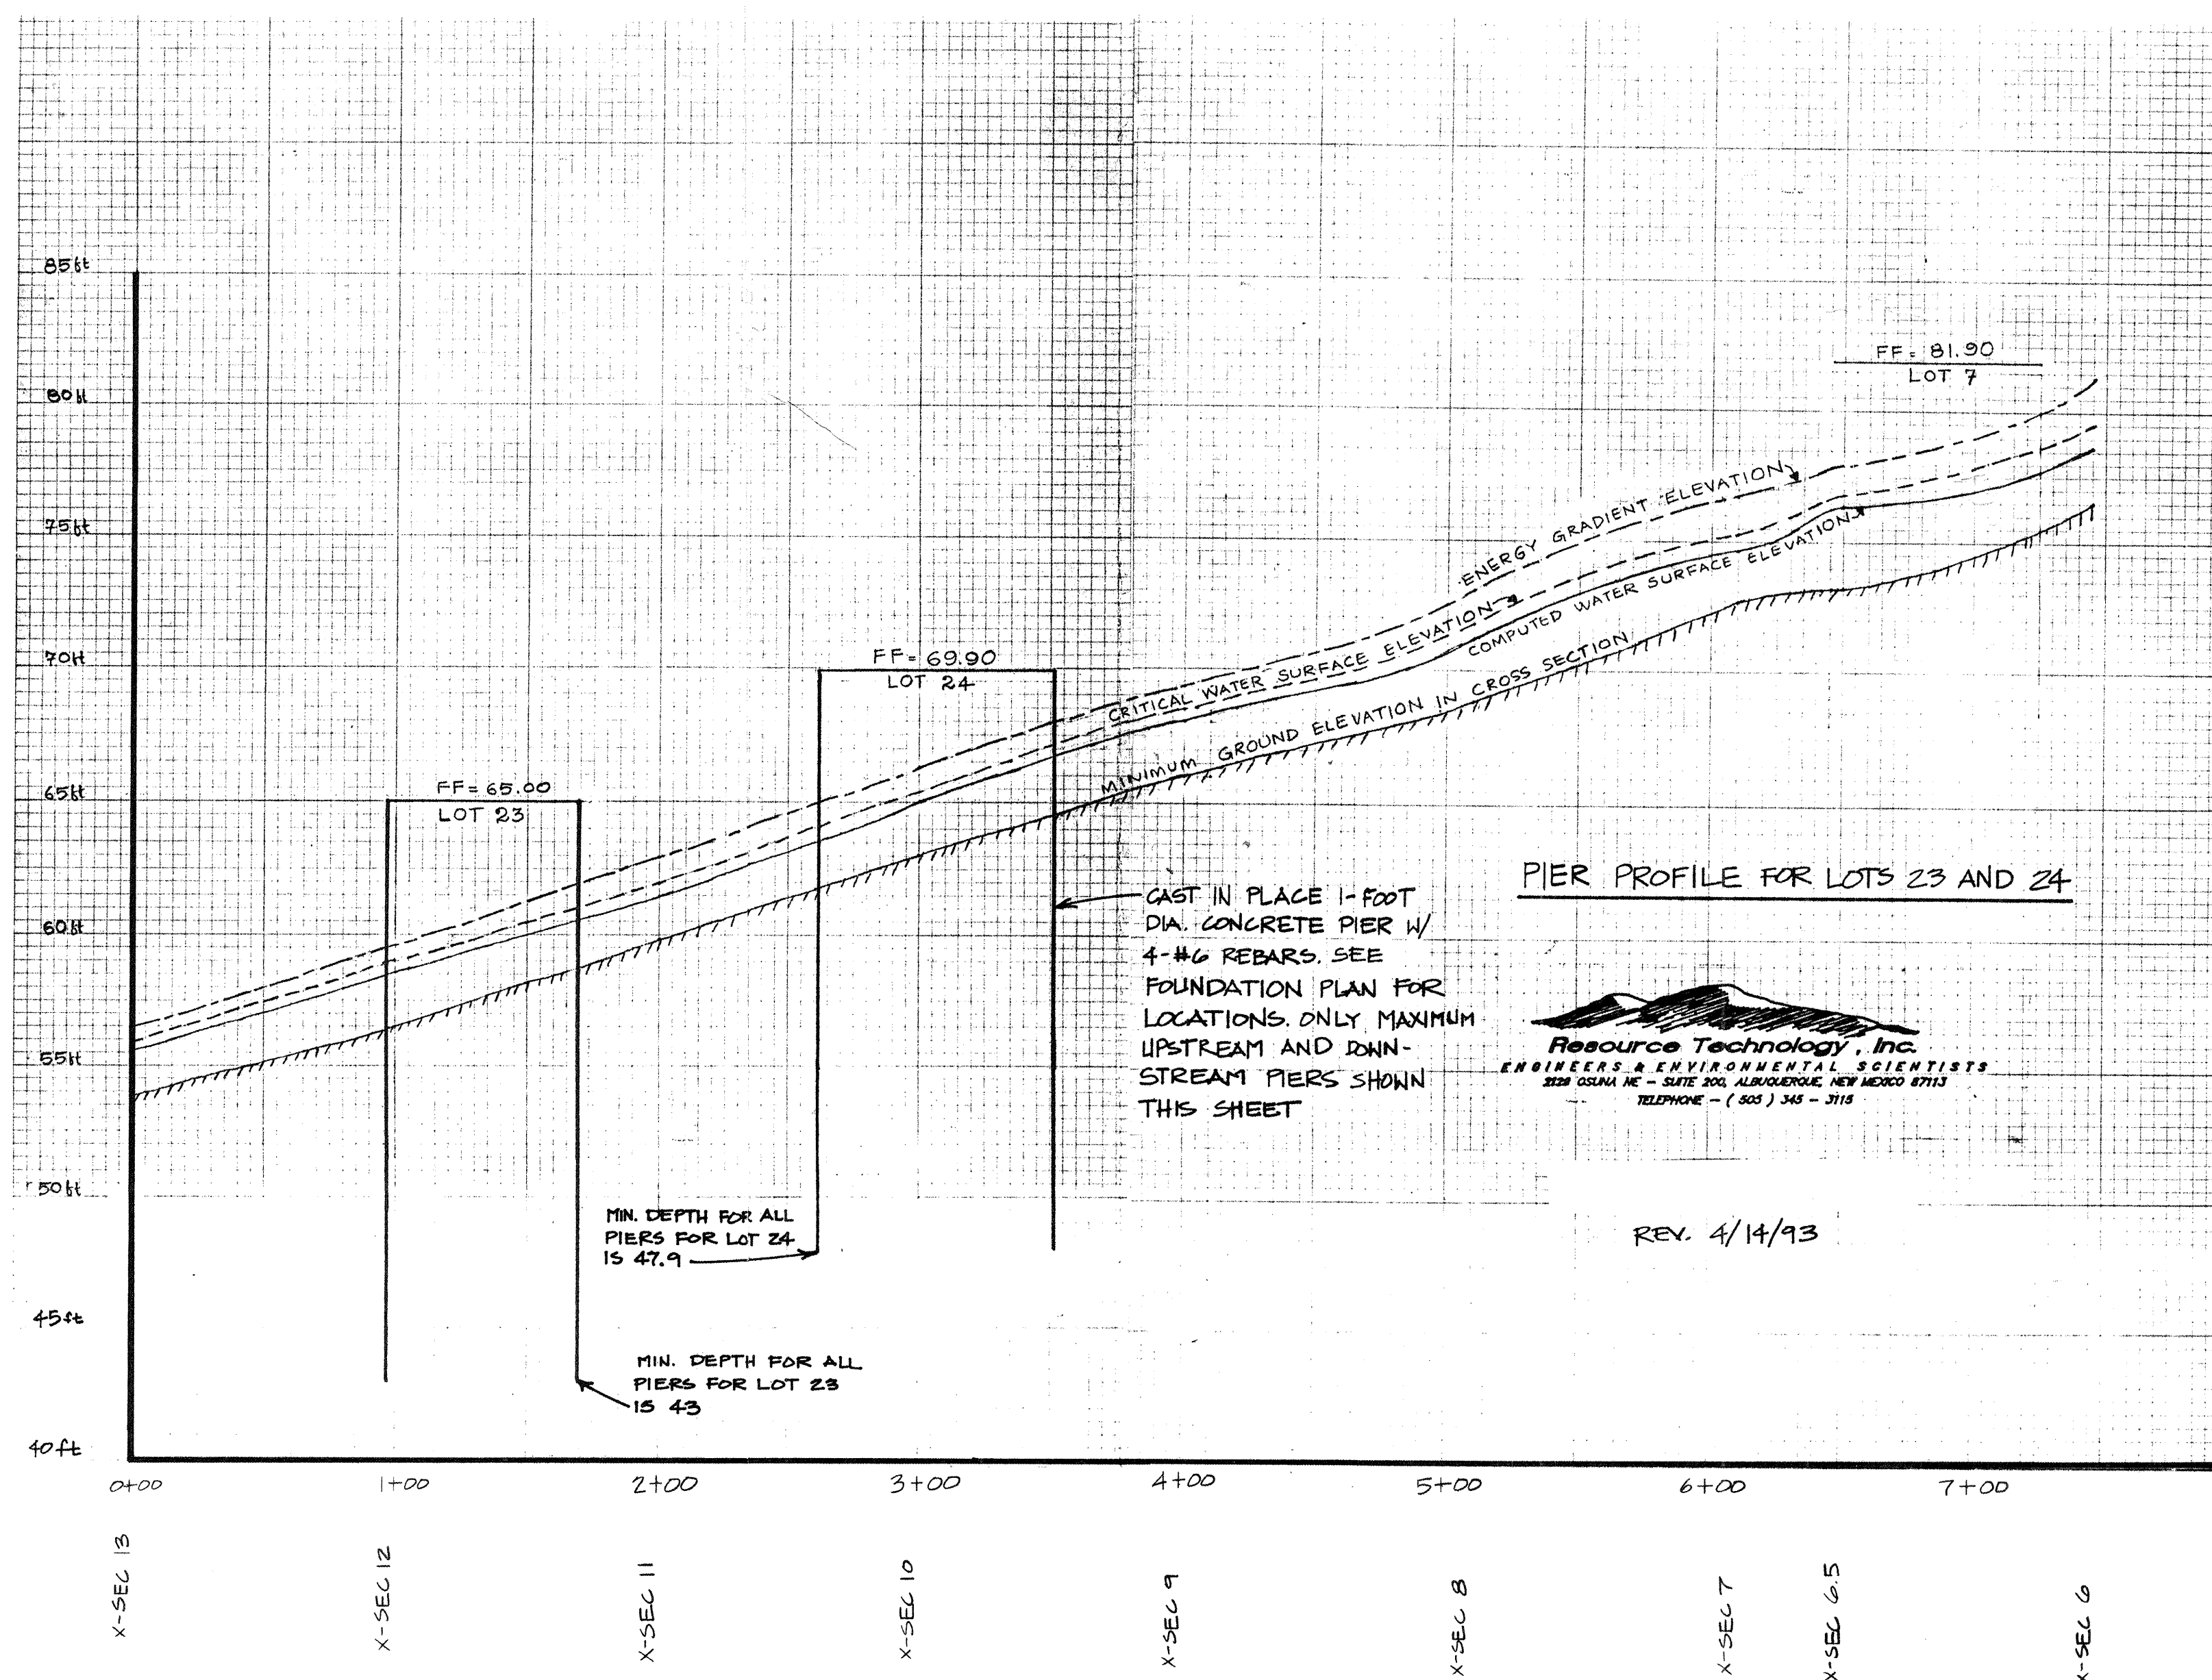 85ft
80ft
75ft
70ft
65ft
60ft
55ft
50ft
45ft
40ft
FF= 81.90
LOT 7
ENERGY GRADIENT ELEVATION
CRITICAL WATER SURFACE ELEVATION
COMPUTED WATER SURFACE ELEVATION
MINIMUM GROUND ELEVATION IN CROSS SECTION
FF= 69.90
LOT 24
FF= 65.00
LOT 23
PIER PROFILE FOR LOTS 23 AND 24
CAST IN PLACE 1-FOOT
DIA. CONCRETE PIER W/
4-#6 REBARS. SEE
FOUNDATION PLAN FOR
LOCATIONS. ONLY MAXIMUM
UPSTREAM AND DOWN-
STREAM PIERS SHOWN
THIS SHEET
Resource Technology, Inc.
ENGINEERS & ENVIRONMENTAL SCIENTISTS
2129 OSUNA NE - SUITE 200, ALBUQUERQUE, NEW MEXICO 87113
TELEPHONE - ( 505 ) 345 - 3115
MIN. DEPTH FOR ALL
PIERS FOR LOT 24
IS 47.9
REV. 4/14/93
MIN. DEPTH FOR ALL
PIERS FOR LOT 23
IS 43
0+00 1+00 2+00 3+00 4+00 5+00 6+00 7+00
X-SEC 13
X-SEC 12
X-SEC 11
X-SEC 10
X-SEC 9
X-SEC 8
X-SEC 7
X-SEC 6.5
X-SEC 6